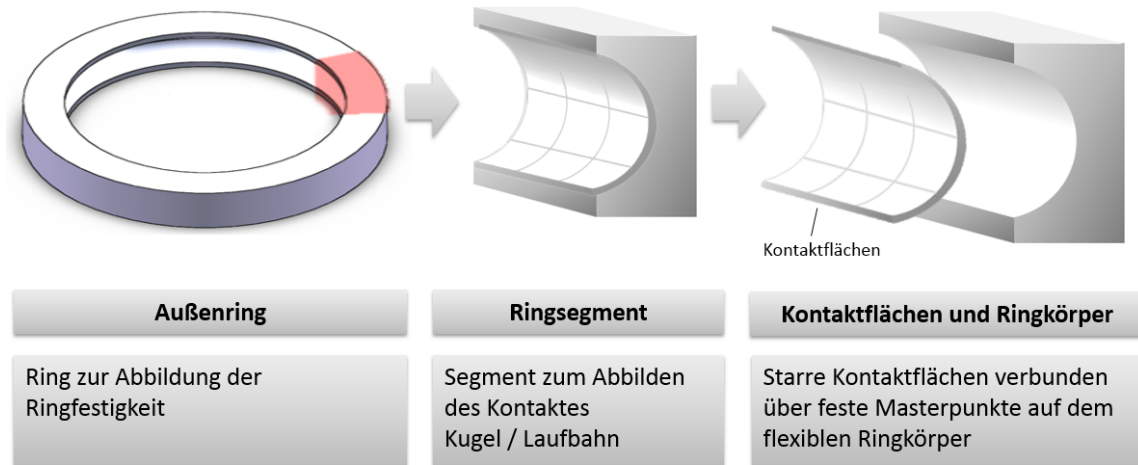 Kontaktflächen
Außenring
Ring zur Abbildung der
Ringfestigkeit
Ringsegment
Segment zum Abbilden
des Kontaktes
Kugel / Laufbahn
Kontaktflächen und Ringkörper
Starre Kontaktflächen verbunden
über feste Masterpunkte auf dem
flexiblen Ringkörper